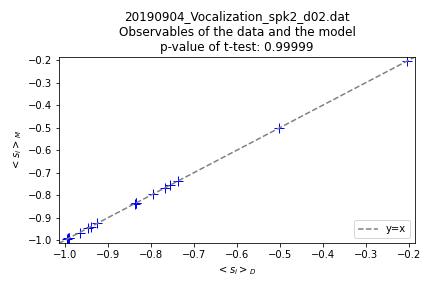 20190904_Vocalization_spk2_d02.dat
Observables of the data and the model
p-value of t-test: 0.99999
−0.2
−0.3
−0.4
−0.5
−0.6
−0.7
−0.8
−0.9
−1.0
< s_i >_M
y=x
−1.0 −0.9 −0.8 −0.7 −0.6 −0.5 −0.4 −0.3 −0.2
< s_i >_D